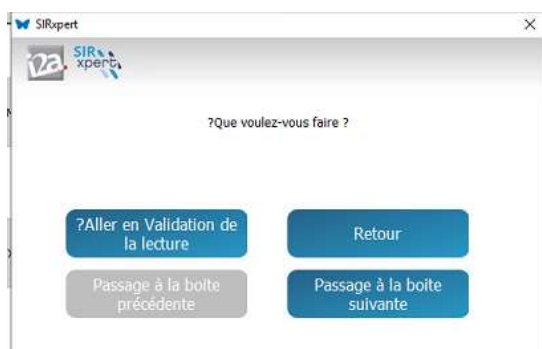 SIRxpert
i2a.
SIR
xpert
?Que voulez-vous faire ?
?Aller en Validation de
la lecture
Retour
Passage à la boite
précédente
Passage à la boite
suivante